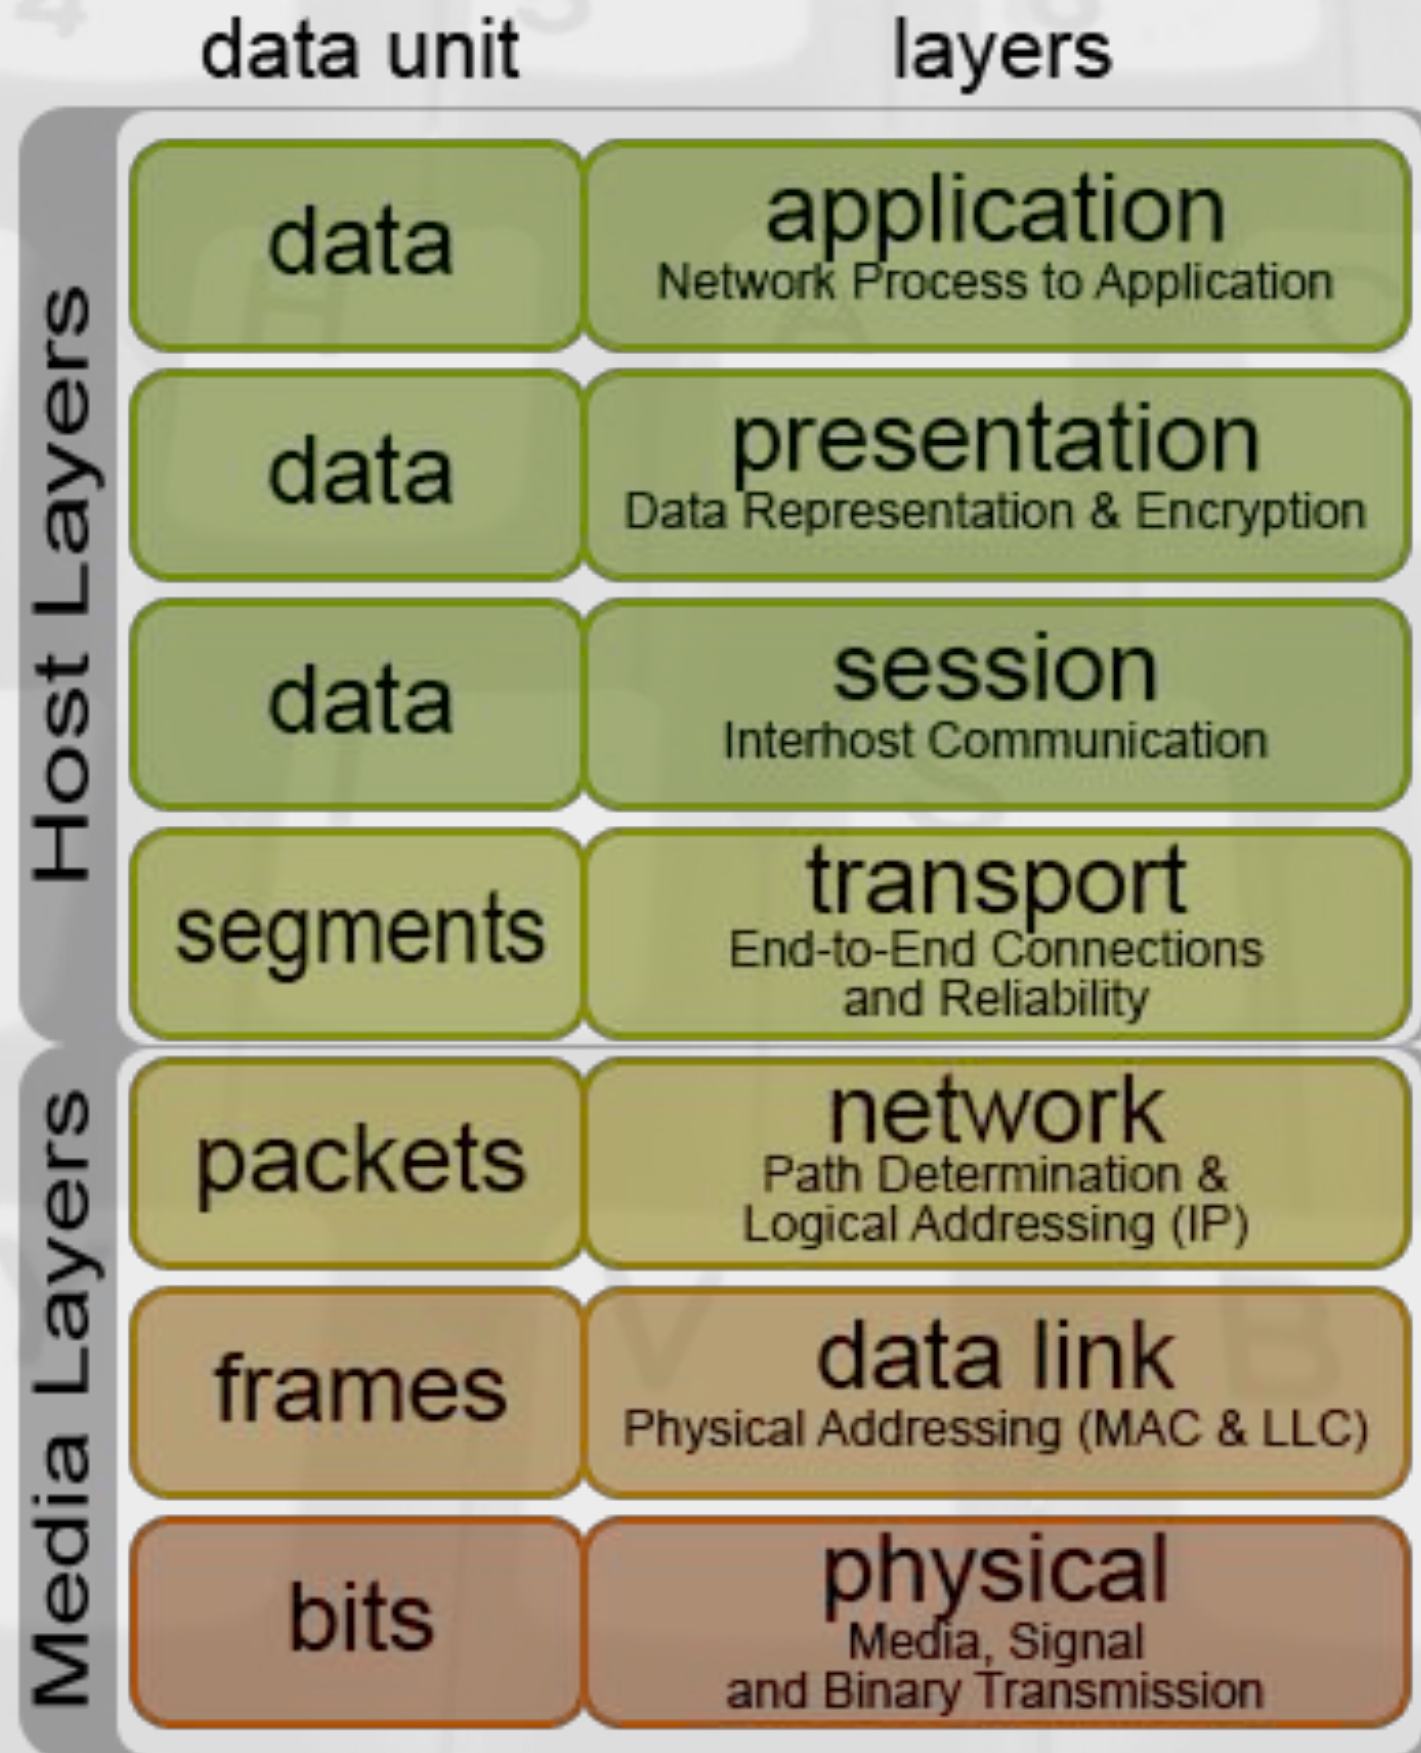 data unit
layers
Host Layers
data
application
Network Process to Application
data
presentation
Data Representation & Encryption
data
session
Interhost Communication
segments
transport
End-to-End Connections
and Reliability
Media Layers
packets
network
Path Determination &
Logical Addressing (IP)
frames
data link
Physical Addressing (MAC & LLC)
bits
physical
Media, Signal
and Binary Transmission